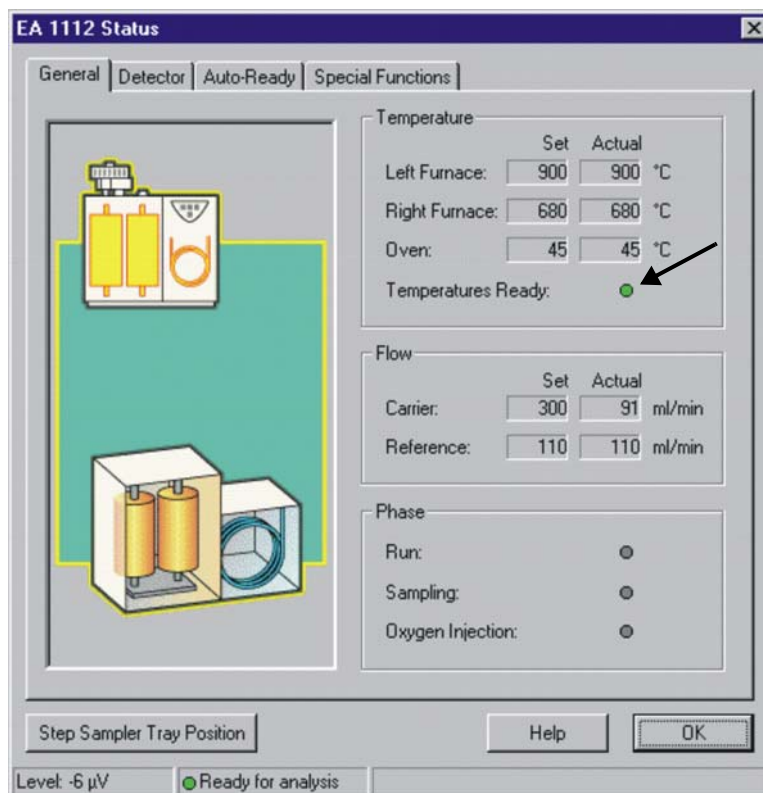 EA 1112 Status
General Detector Auto-Ready Special Functions
Temperature
Set Actual
Left Furnace: 900 900 °C
Right Furnace: 680 680 °C
Oven: 45 45 °C
Temperatures Ready:
Flow
Set Actual
Carrier: 300 91 ml/min
Reference: 110 110 ml/min
Phase
Run:
Sampling:
Oxygen Injection:
Step Sampler Tray Position Help OK
Level: -6 µV Ready for analysis